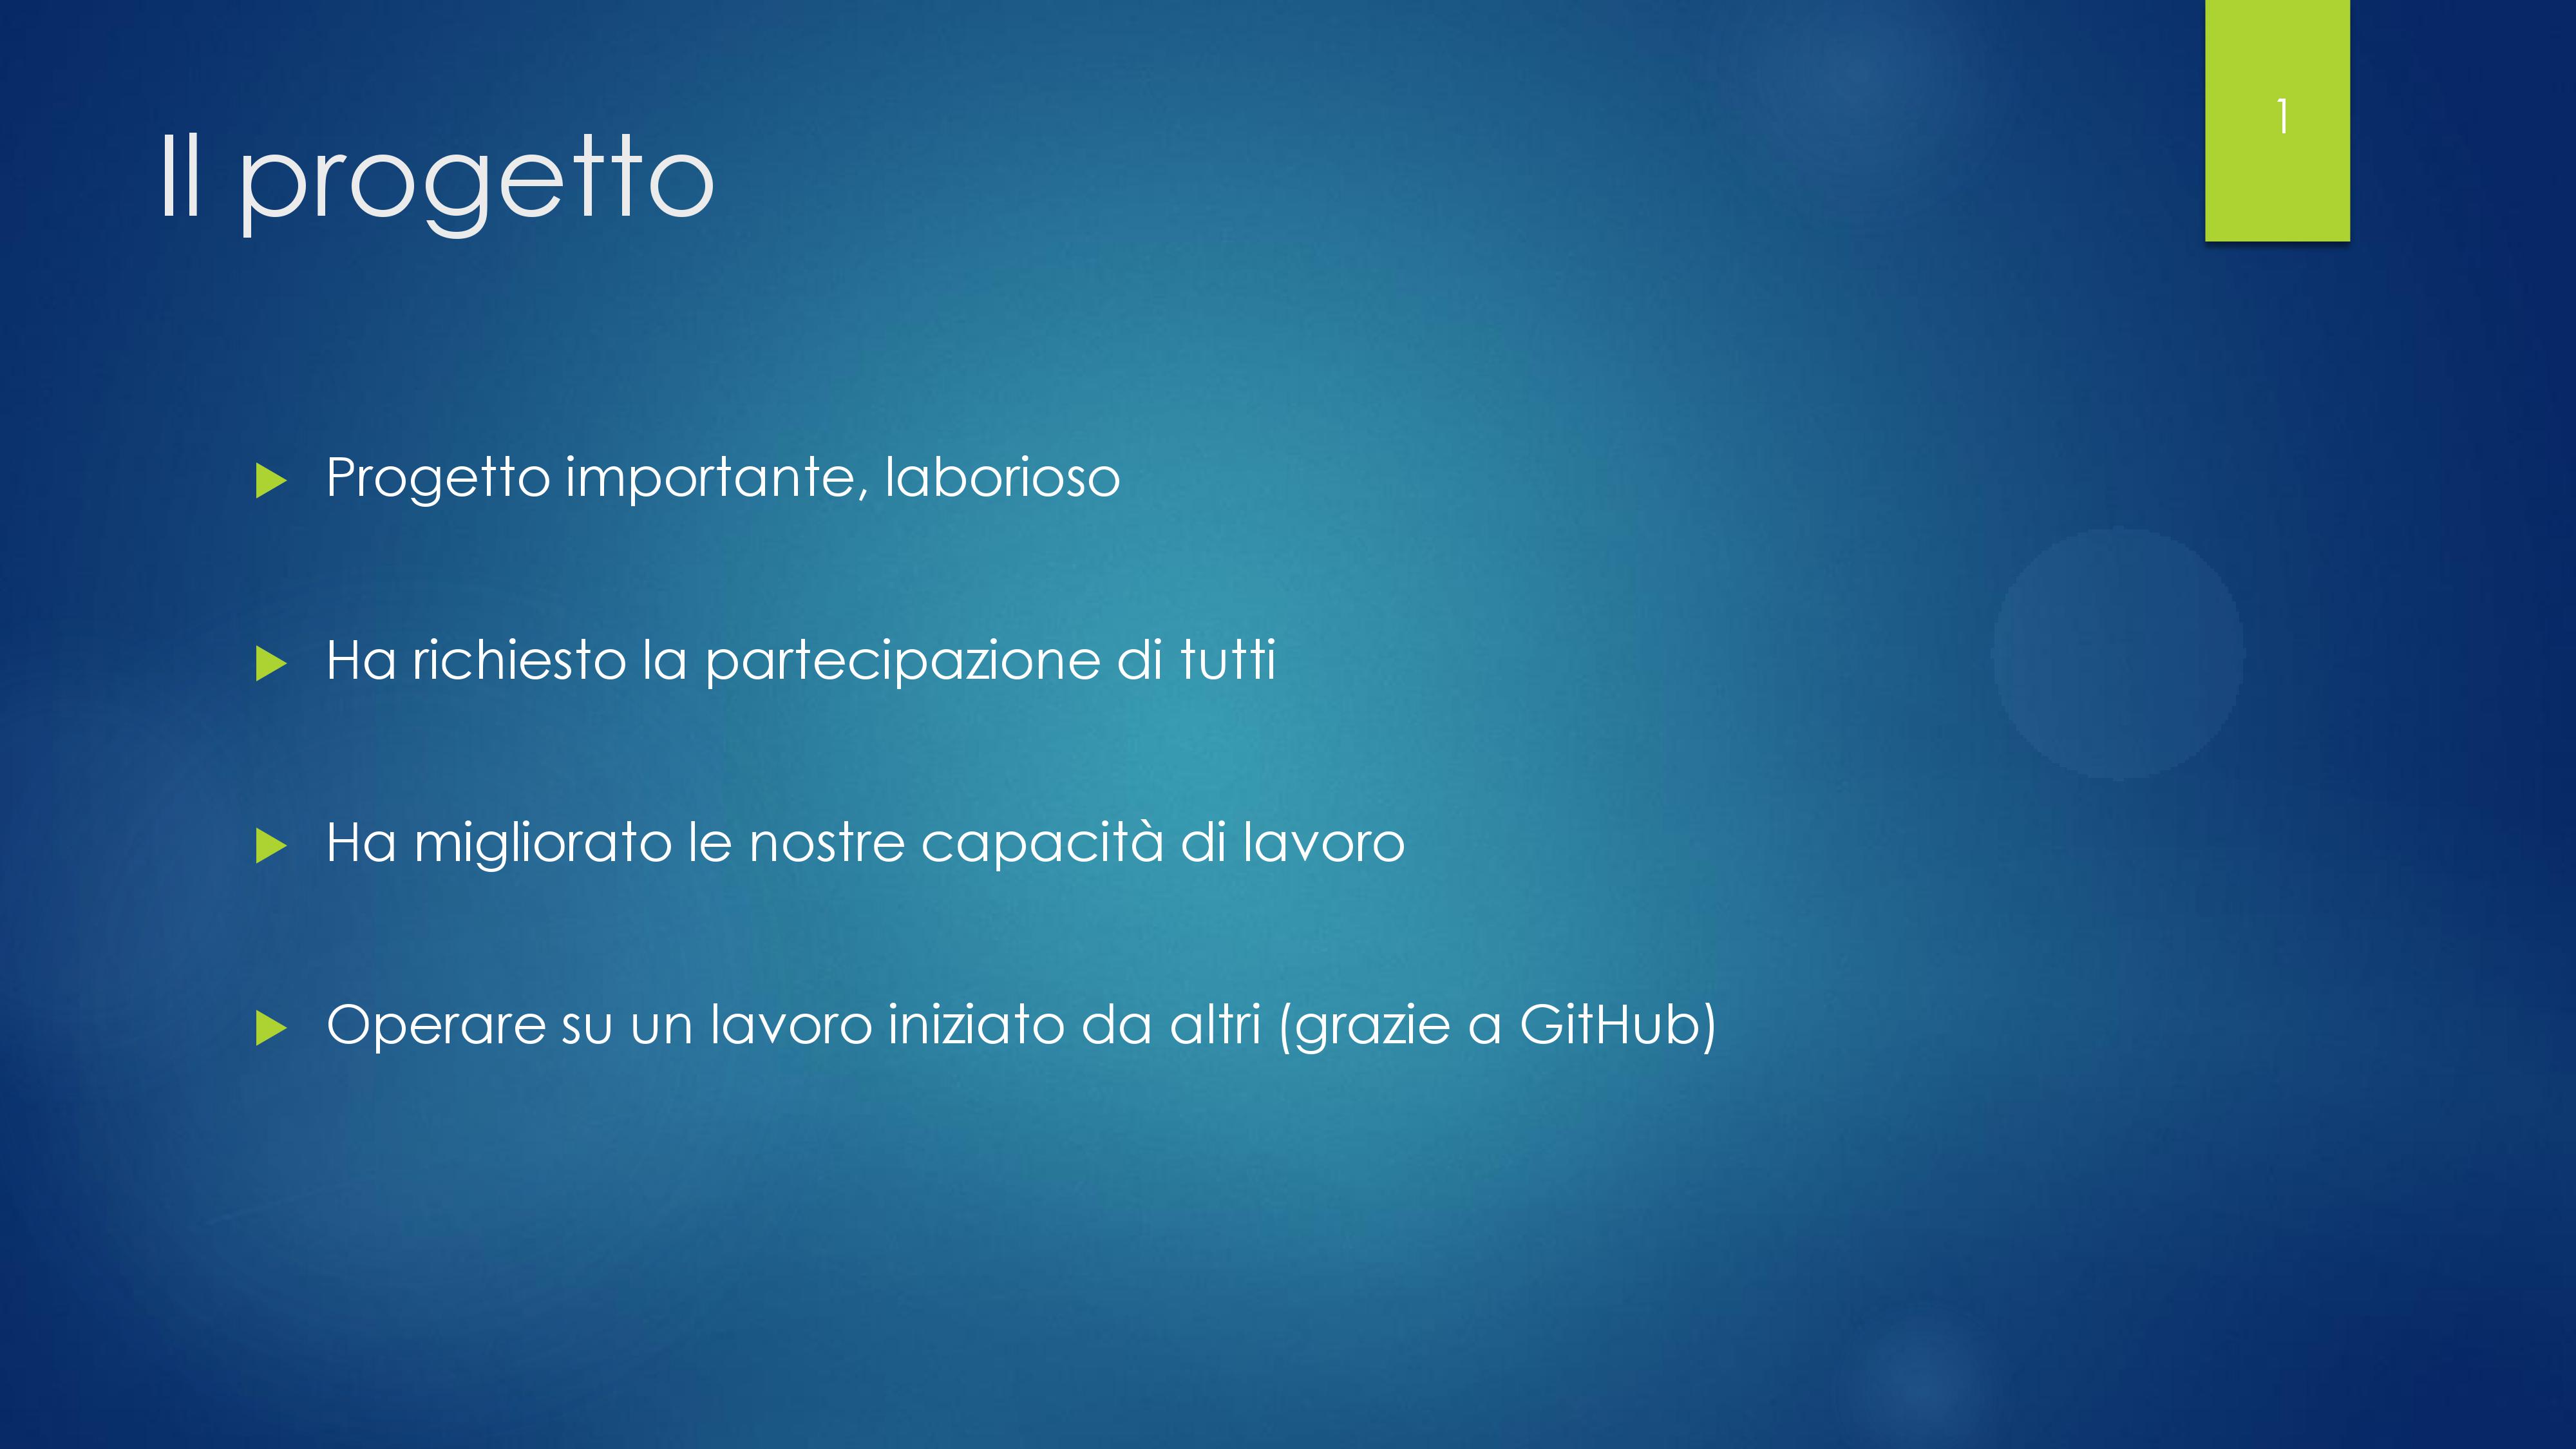 Il progetto
1
Progetto importante, laborioso
Ha richiesto la partecipazione di tutti
Ha migliorato le nostre capacità di lavoro
Operare su un lavoro iniziato da altri (grazie a GitHub)